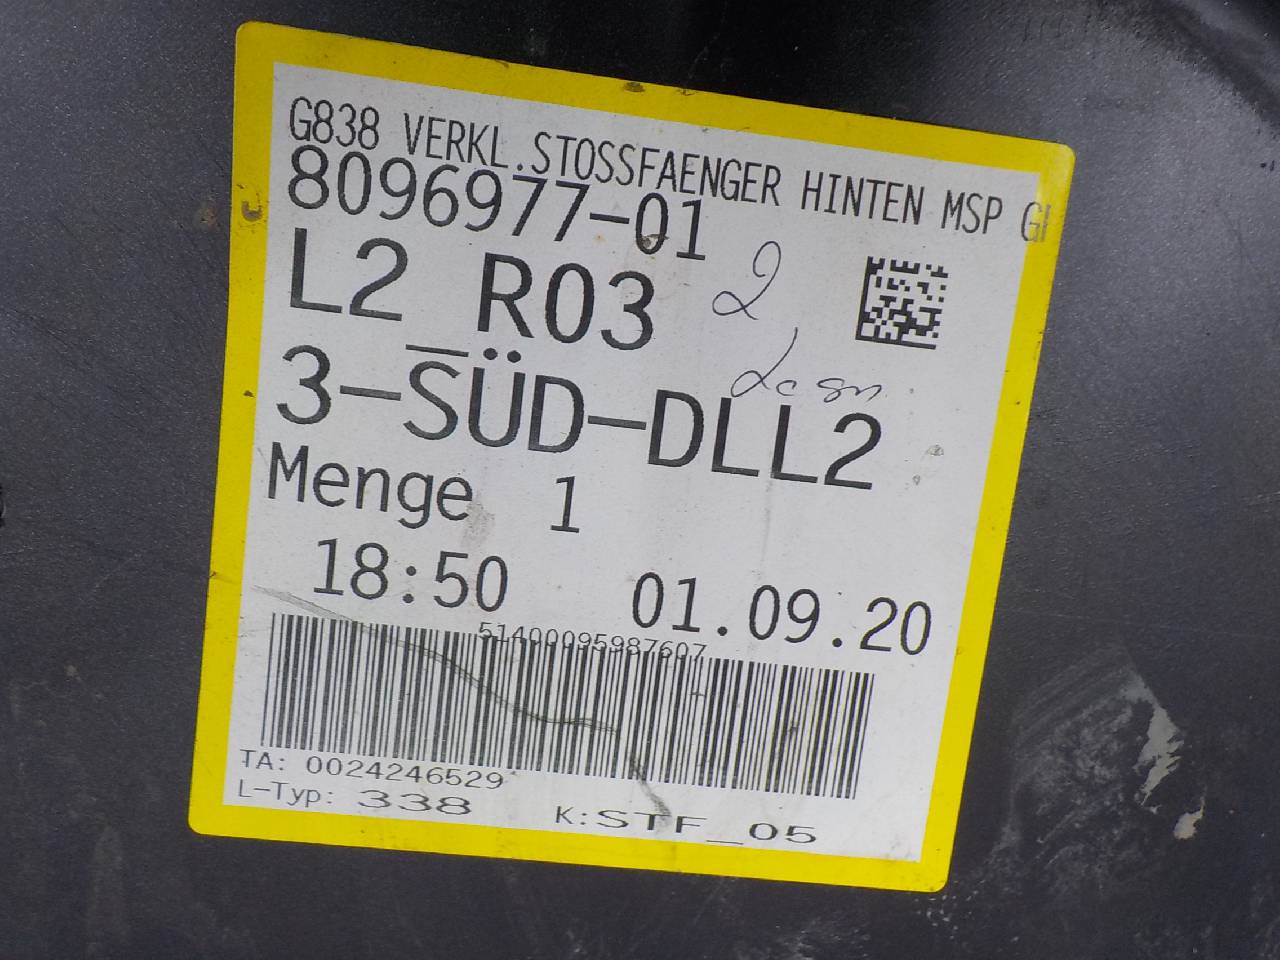 G838 VERKL.STOSSFAENGER HINTEN MSP GI
8096977-01
L2_R03
2
3-SÜD-DLL2
Menge 1
18:50 01.09.20
51400095987607
TA: 0024246529
L-Typ: 338 K:STF_05